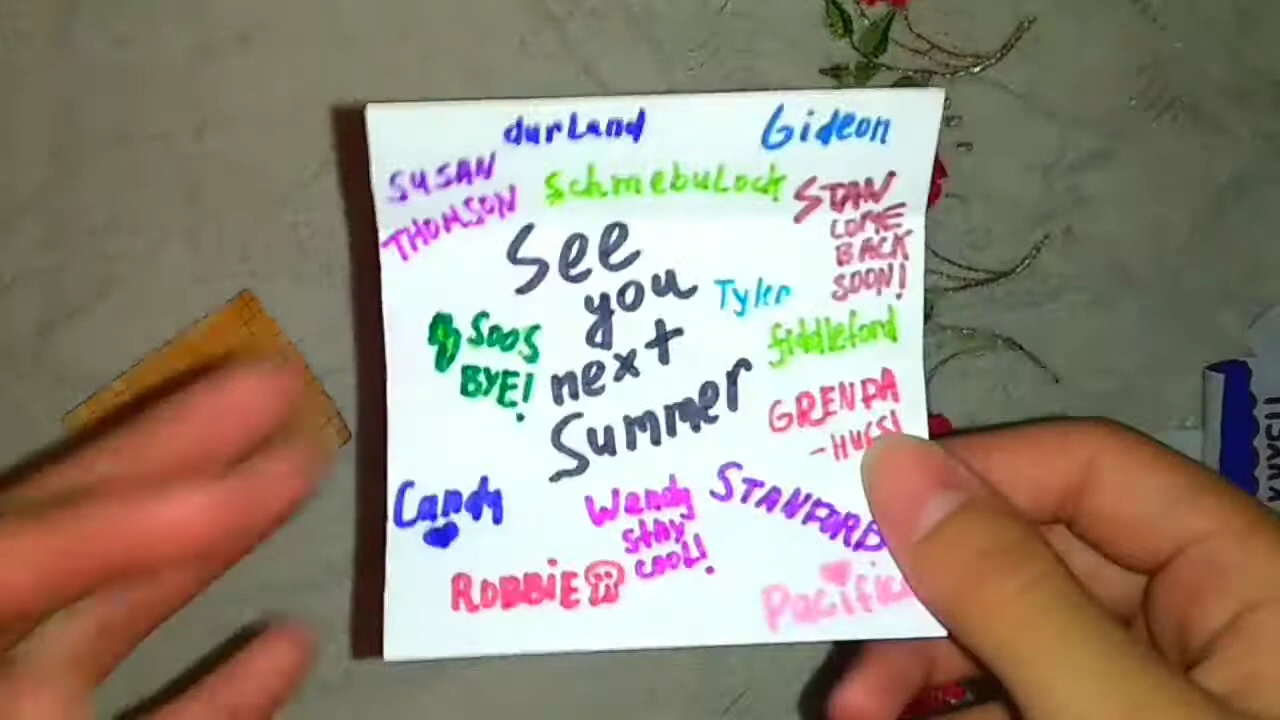 durland
Gideon
SUSAN
THOMSON
Schmebulock
STAN
COME
BACK
SOON!
See
you
next
Summer
Tyler
fiddleford
SOOS
BYE!
GRENDA
-HUGS!
Candy
Wendy
stay
cool!
STANFORD
ROBBIE
Pacifica